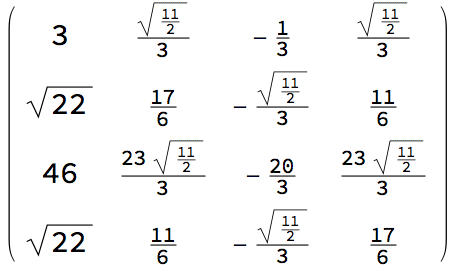 3 √(11/2)/3 − 1/3 √(11/2)/3
√22 17/6 − √(11/2)/3 11/6
46 23 √(11/2)/3 − 20/3 23 √(11/2)/3
√22 11/6 − √(11/2)/3 17/6